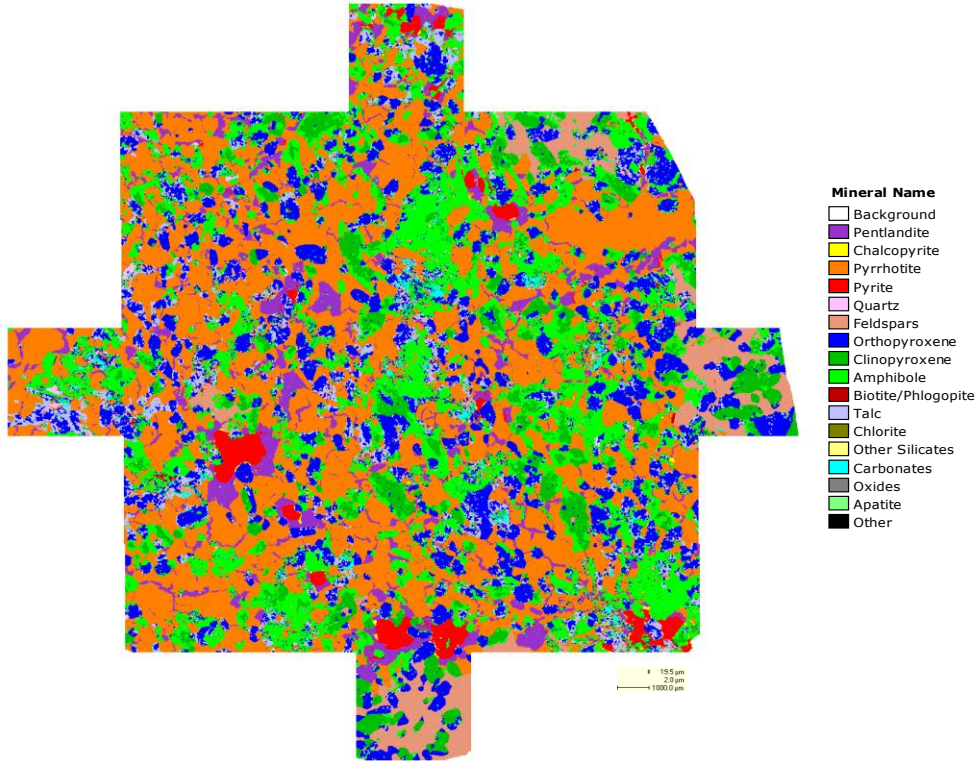 Mineral Name
Background
Pentlandite
Chalcopyrite
Pyrrhotite
Pyrite
Quartz
Feldspars
Orthopyroxene
Clinopyroxene
Amphibole
Biotite/Phlogopite
Talc
Chlorite
Other Silicates
Carbonates
Oxides
Apatite
Other
19.5 µm
2.0 µm
1000.0 µm